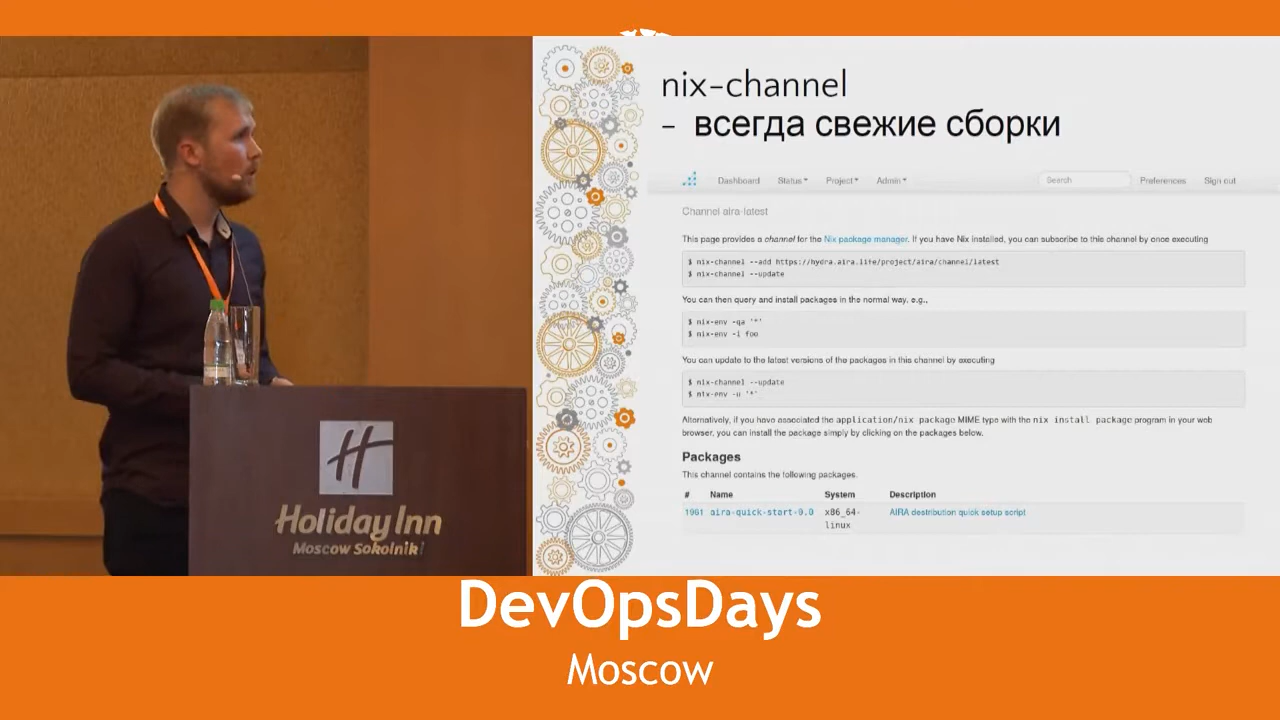 nix-channel
- всегда свежие сборки
Dashboard Status Project Admin Search Preferences Sign out
Channel aira-latest
This page provides a channel for the Nix package manager. If you have Nix installed, you can subscribe to this channel by once executing
$ nix-channel --add https://hydra.aira.life/project/aira/channel/latest
$ nix-channel --update
You can then query and install packages in the normal way, e.g.,
$ nix-env -qa '*'
$ nix-env -i foo
You can update to the latest versions of the packages in this channel by executing
$ nix-channel --update
$ nix-env -u '*'
Alternatively, if you have associated the application/nix package MIME type with the nix install package program in your web
browser, you can install the package simply by clicking on the packages below.
Packages
This channel contains the following packages.
# Name System Description
1961 aira-quick-start-0.0 x86_64- AIRA destribution quick setup script
linux
H
Holiday Inn
Moscow Sokolniki
DevOpsDays
Moscow